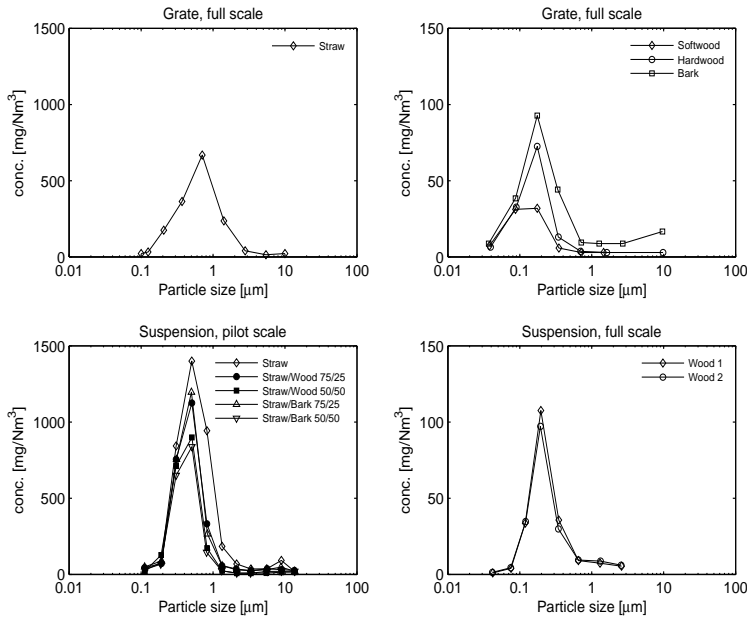 Grate, full scale
1500
1000
500
0
conc. [mg/Nm³]
Straw
0.01 0.1 1 10 100
Particle size [μm]
Grate, full scale
150
100
50
0
conc. [mg/Nm³]
Softwood
Hardwood
Bark
0.01 0.1 1 10 100
Particle size [μm]
Suspension, pilot scale
1500
1000
500
0
conc. [mg/Nm³]
Straw
Straw/Wood 75/25
Straw/Wood 50/50
Straw/Bark 75/25
Straw/Bark 50/50
0.01 0.1 1 10 100
Particle size [μm]
Suspension, full scale
150
100
50
0
conc. [mg/Nm³]
Wood 1
Wood 2
0.01 0.1 1 10 100
Particle size [μm]